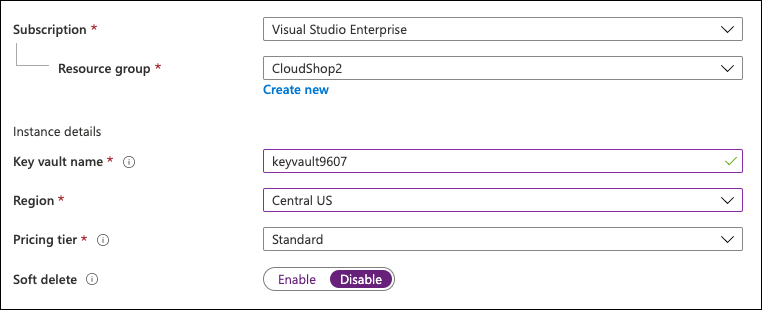 Subscription * Visual Studio Enterprise
Resource group * CloudShop2
Create new
Instance details
Key vault name * keyvault9607
Region * Central US
Pricing tier * Standard
Soft delete Enable Disable